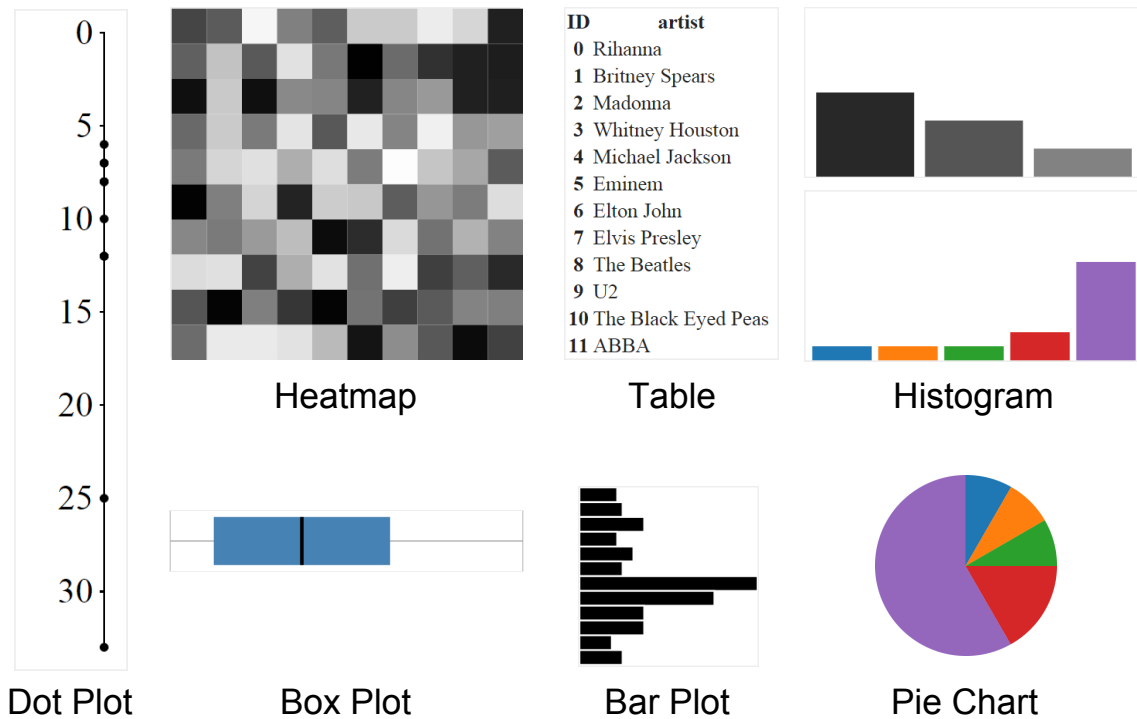 0
5
10
15
20
25
30
Dot Plot
Heatmap
ID artist
0 Rihanna
1 Britney Spears
2 Madonna
3 Whitney Houston
4 Michael Jackson
5 Eminem
6 Elton John
7 Elvis Presley
8 The Beatles
9 U2
10 The Black Eyed Peas
11 ABBA
Table
Histogram
Box Plot
Bar Plot
Pie Chart